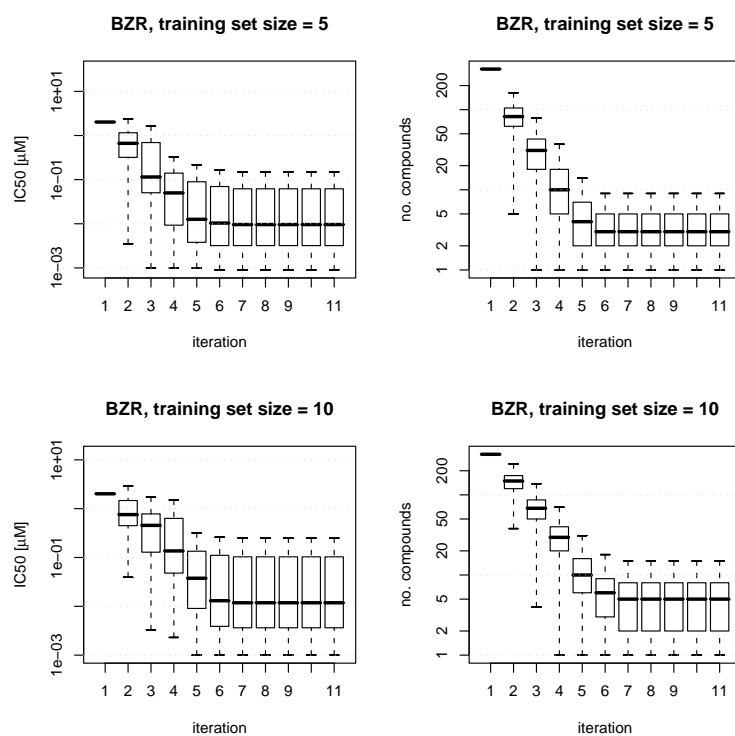 BZR, training set size = 5
IC50 [µM]
1e+01
1e−01
1e−03
1 2 3 4 5 6 7 8 9 11
iteration
BZR, training set size = 5
no. compounds
200
50
20
5
2
1
1 2 3 4 5 6 7 8 9 11
iteration
BZR, training set size = 10
IC50 [µM]
1e+01
1e−01
1e−03
1 2 3 4 5 6 7 8 9 11
iteration
BZR, training set size = 10
no. compounds
200
50
20
5
2
1
1 2 3 4 5 6 7 8 9 11
iteration